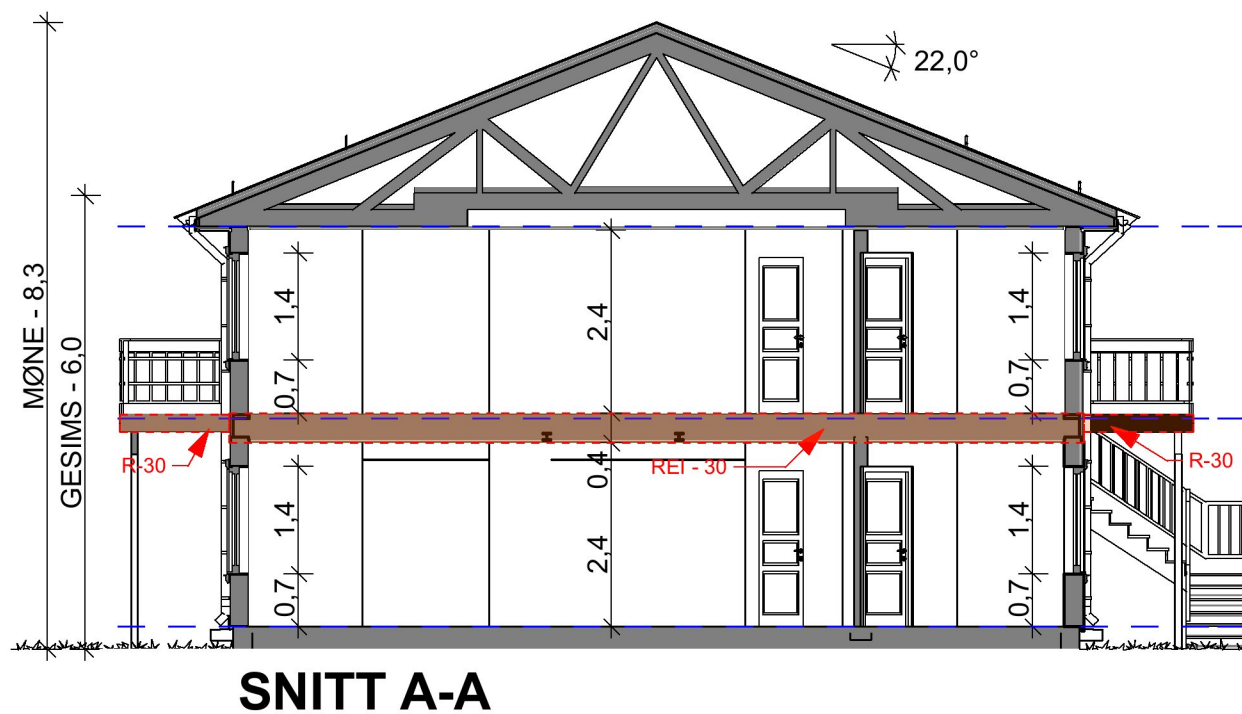 22,0°
MØNE - 8,3
GESIMS - 6,0
1,4
2,4
1,4
0,7
0,7
R-30
REI - 30
R-30
0,4
1,4
2,4
1,4
0,7
0,7
SNITT A-A